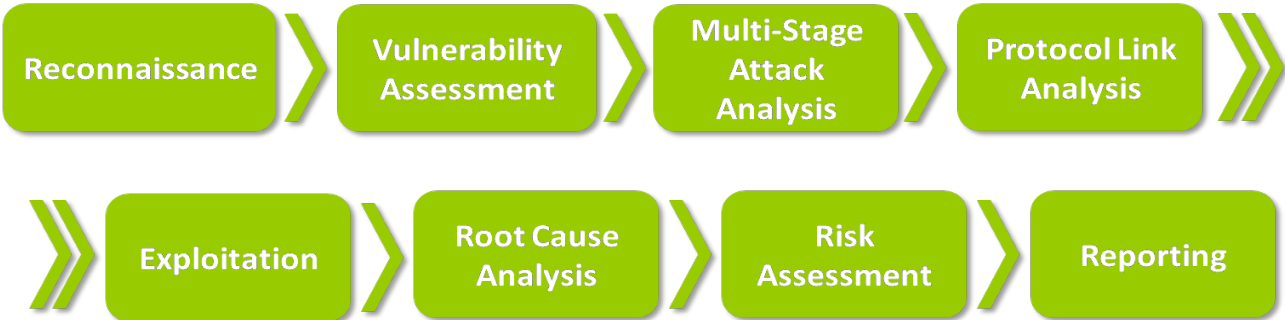 Reconnaissance
Vulnerability
Assessment
Multi-Stage
Attack
Analysis
Protocol Link
Analysis
Exploitation
Root Cause
Analysis
Risk
Assessment
Reporting